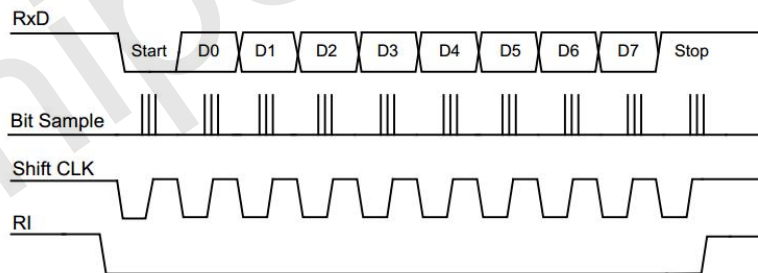 RxD
Start D0 D1 D2 D3 D4 D5 D6 D7 Stop
Bit Sample
Shift CLK
RI